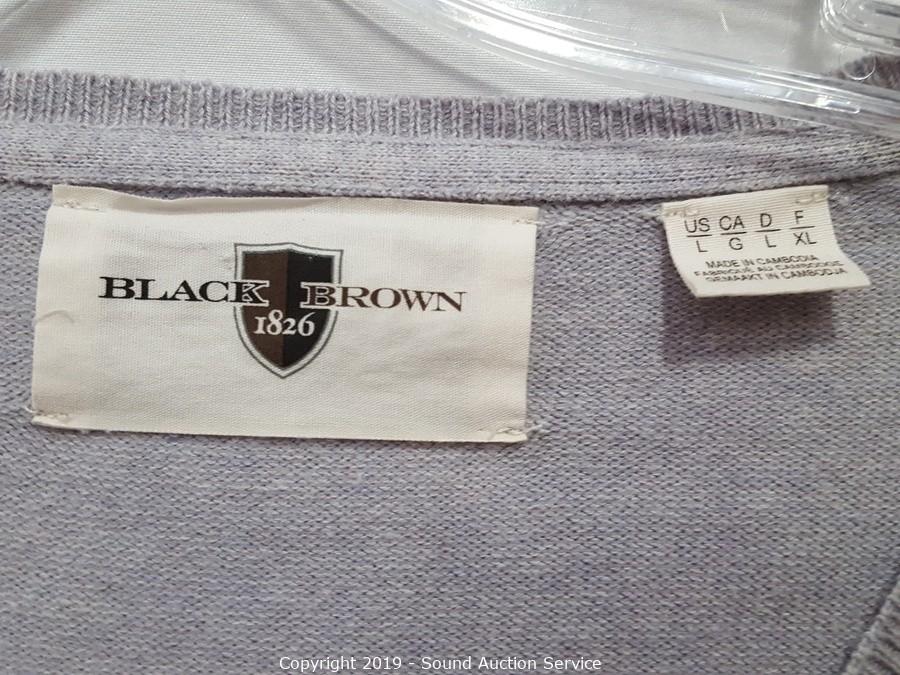 BLACK BROWN
1826
US CA D F
L G L XL
MADE IN CAMBODIA
FABRIQUÉ AU CAMBODGE
GEMAAKT IN CAMBODJA
Copyright 2019 - Sound Auction Service